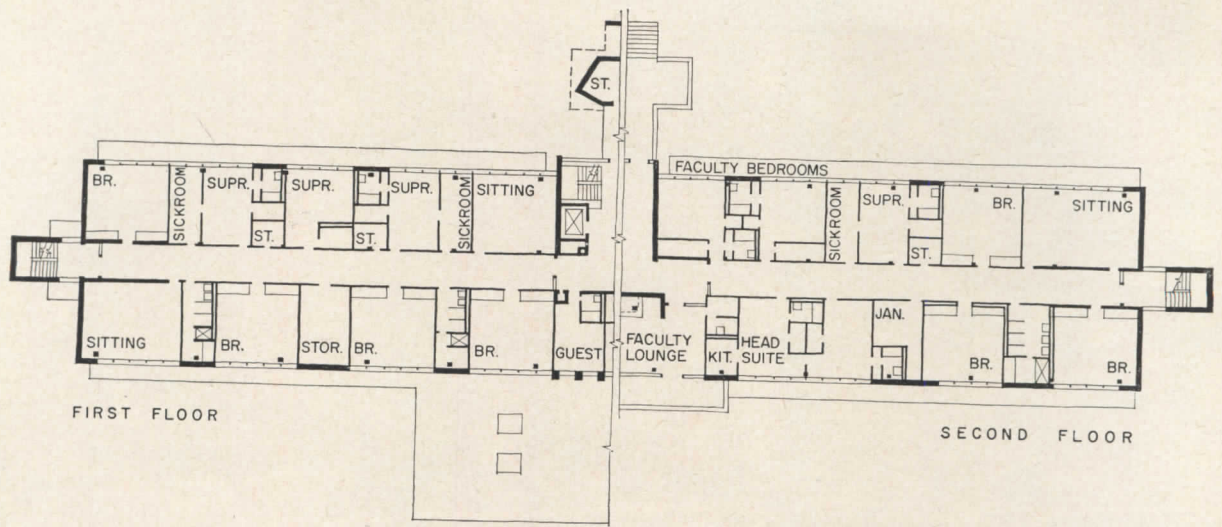 ST.
FACULTY BEDROOMS
BR.
SICKROOM
SUPR.
SUPR.
SUPR.
SICKROOM
SITTING
SICKROOM
SUPR.
BR.
SITTING
ST.
ST.
ST.
SITTING
BR.
STOR.
BR.
BR.
GUEST
FACULTY
LOUNGE
KIT.
HEAD
SUITE
JAN.
BR.
BR.
FIRST FLOOR
SECOND FLOOR